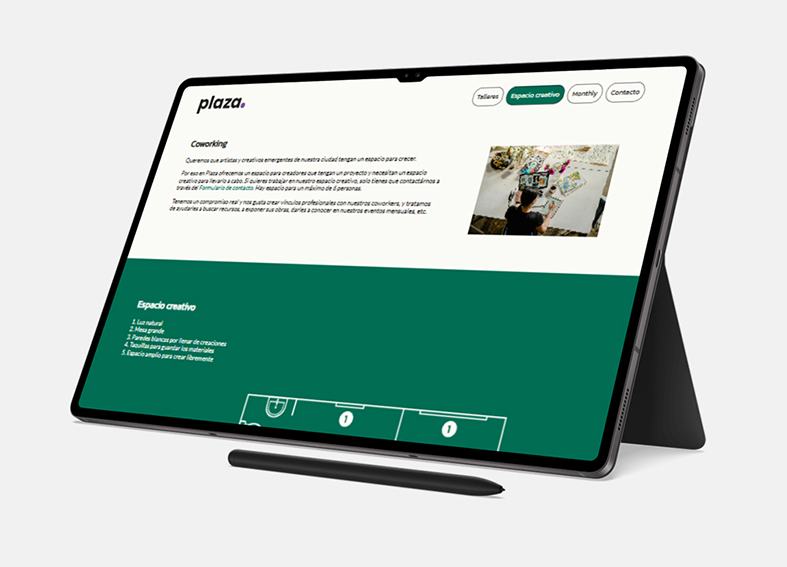 plaza.
Talleres
Espacio creativo
Monthly
Contacto
Coworking
Queremos que artistas y creativos emergentes de nuestra ciudad tengan un espacio para crecer.
Por eso en Plaza ofrecemos un espacio para creadores que tengan un proyecto y necesitan un espacio
creativo para llevarlo a cabo. Si quieres trabajar en nuestro espacio creativo, solo tienes que contactárnos a
través del Formulario de contacto. Hay espacio para un máximo de 6 personas.
Tenemos un compromiso real y nos gusta crear vínculos profesionales con nuestros coworkers, y tratamos
de ayudarles a buscar recursos, a exponer sus obras, darles a conocer en nuestros eventos mensuales, etc.
Espacio creativo
1. Luz natural
2. Mesa grande
3. Paredes blancas por llenar de creaciones
4. Taquillas para guardar los materiales
5. Espacio amplio para crear libremente
1
1